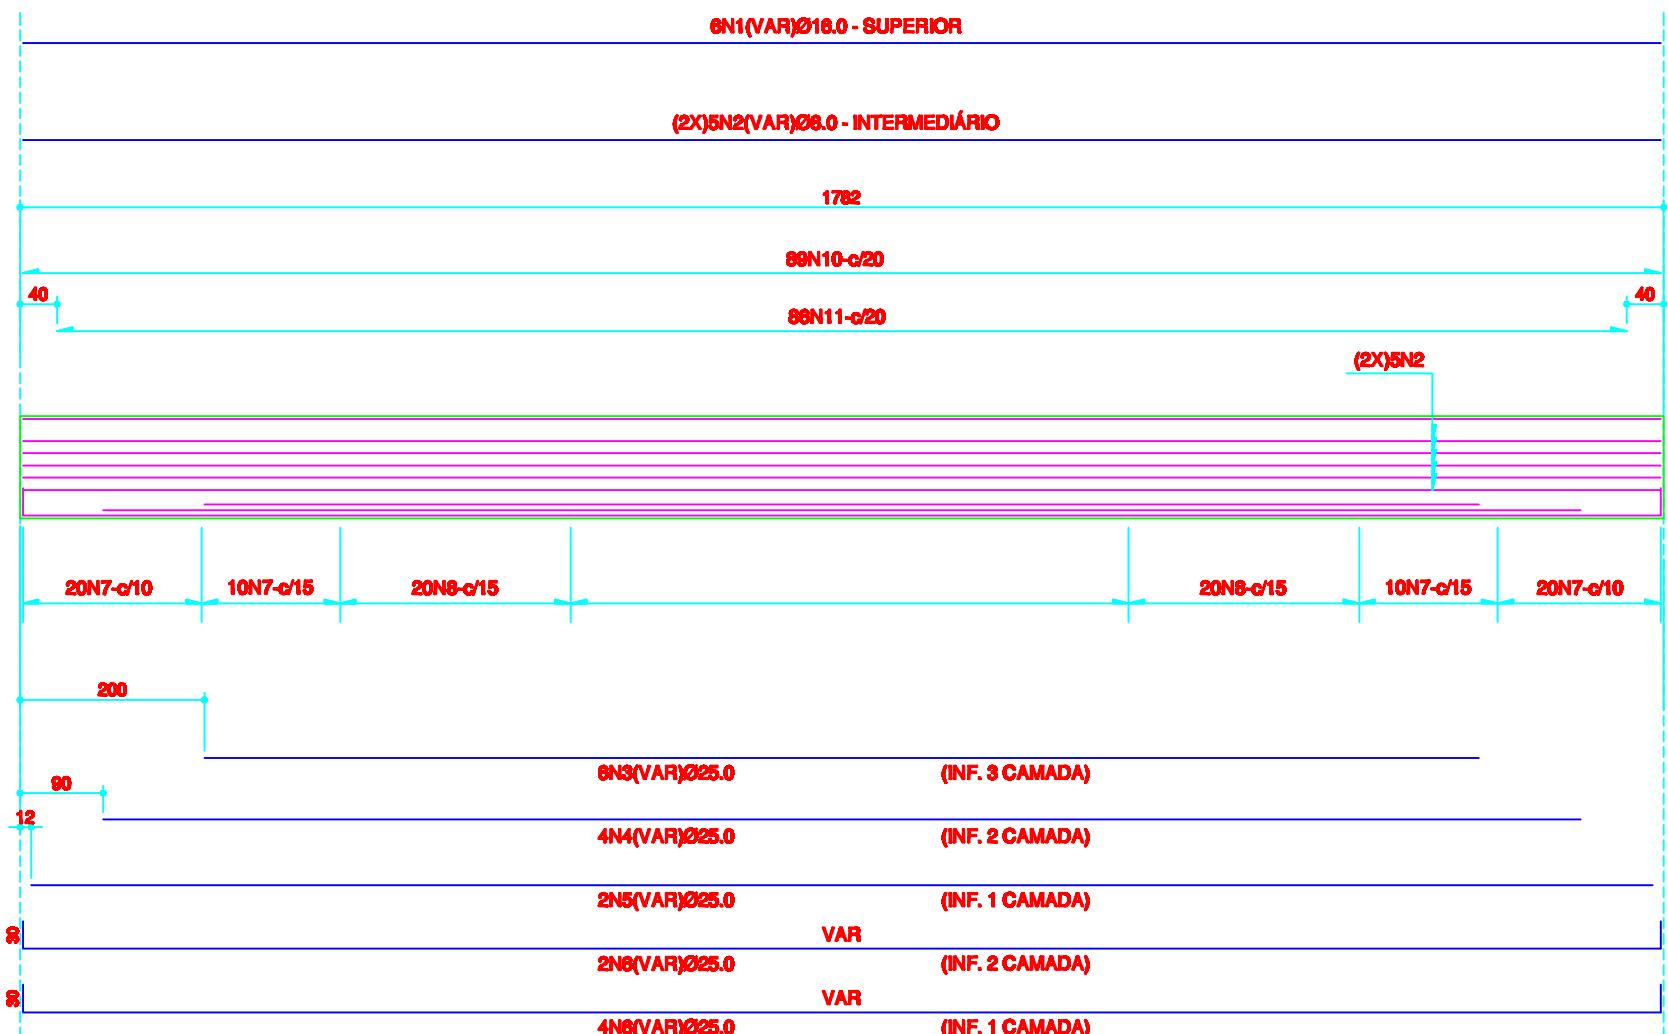 6N1(VAR)Ø16.0 - SUPERIOR
(2X)5N2(VAR)Ø8.0 - INTERMEDIÁRIO
1782
89N10-c/20
40
40
86N11-c/20
(2X)5N2
20N7-c/10 10N7-c/15 20N8-c/15 20N8-c/15 10N7-c/15 20N7-c/10
200
6N3(VAR)Ø25.0 (INF. 3 CAMADA)
90
12
4N4(VAR)Ø25.0 (INF. 2 CAMADA)
2N5(VAR)Ø25.0 (INF. 1 CAMADA)
30 VAR
2N6(VAR)Ø25.0 (INF. 2 CAMADA)
30 VAR
4N6(VAR)Ø25.0 (INF. 1 CAMADA)